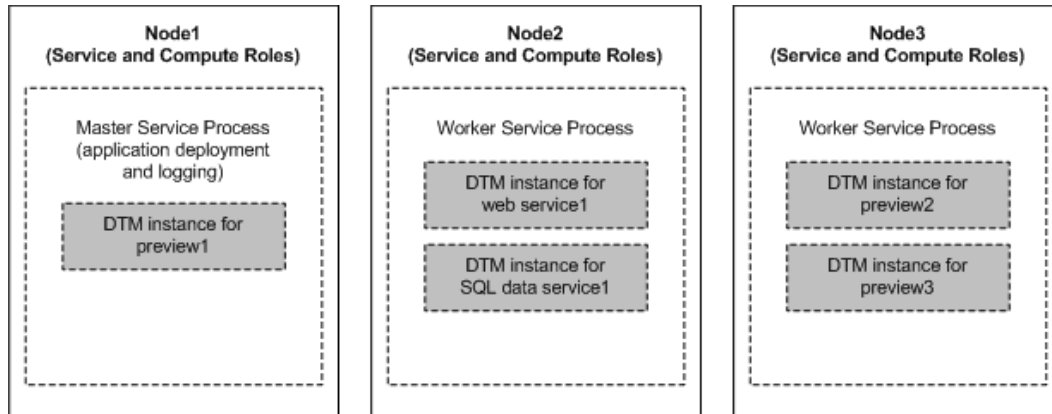 Node1
(Service and Compute Roles)
Master Service Process
(application deployment
and logging)
DTM instance for
preview1
Node2
(Service and Compute Roles)
Worker Service Process
DTM instance for
web service1
DTM instance for
SQL data service1
Node3
(Service and Compute Roles)
Worker Service Process
DTM instance for
preview2
DTM instance for
preview3